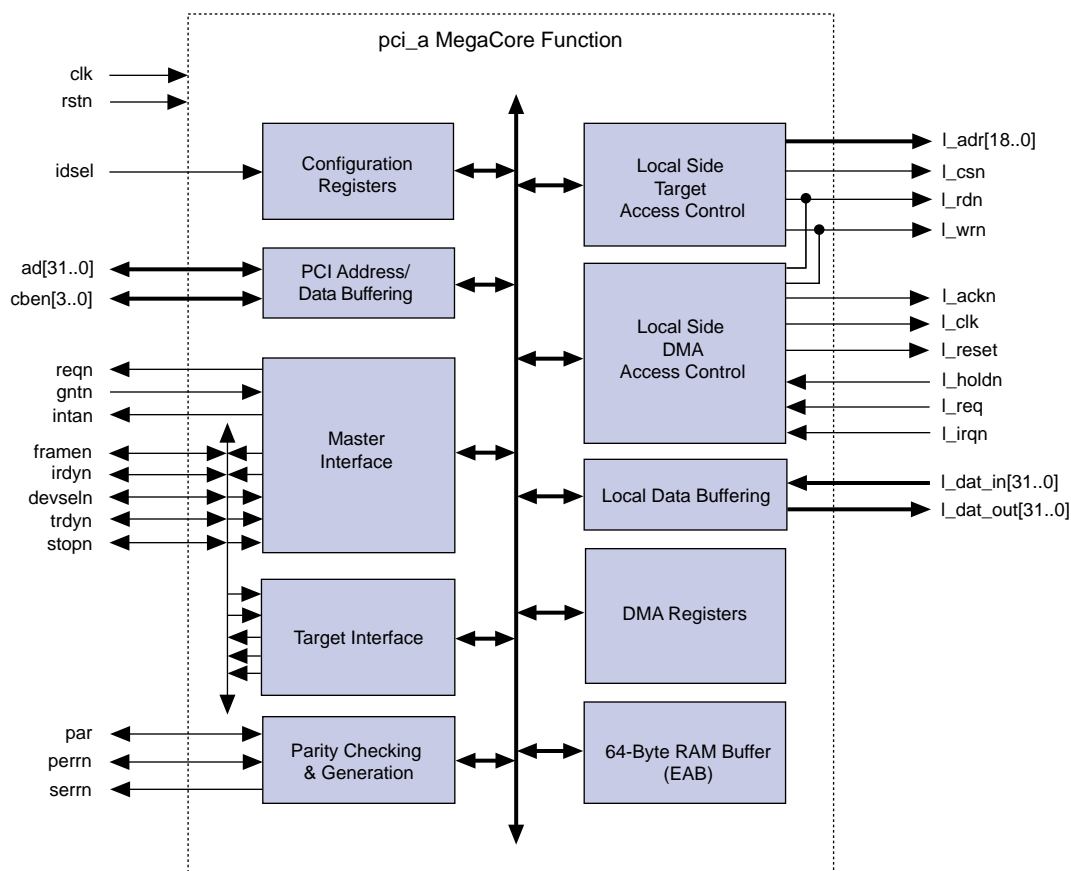 pci_a MegaCore Function
clk
rstn
idsel
ad[31..0]
cben[3..0]
reqn
gntn
intan
framen
irdyn
devseln
trdyn
stopn
par
perrn
serrn
Configuration
Registers
PCI Address/
Data Buffering
Master
Interface
Target Interface
Parity Checking
& Generation
Local Side
Target
Access Control
Local Side
DMA
Access Control
Local Data Buffering
DMA Registers
64-Byte RAM Buffer
(EAB)
l_adr[18..0]
l_csn
l_rdn
l_wrn
l_ackn
l_clk
l_reset
l_holdn
l_req
l_irqn
l_dat_in[31..0]
l_dat_out[31..0]